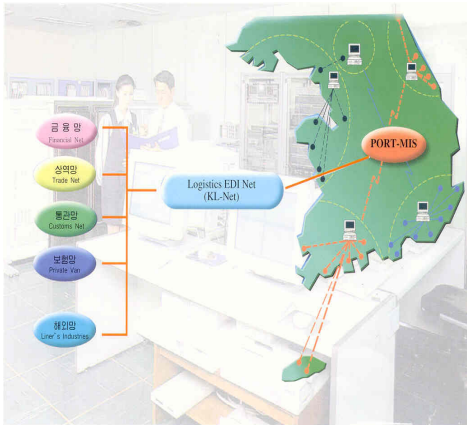 금 융 망
Financial Net
상역망
Trade Net
통관망
Customs Net
보험망
Private Van
해외망
Liner's Industries
Logistics EDI Net
(KL-Net)
PORT-MIS